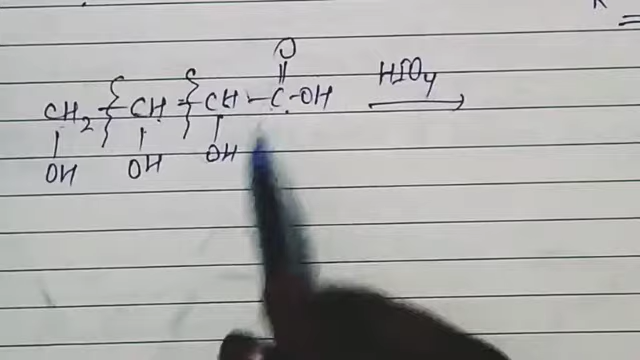 O
||
CH2 - CH - CH - C - OH HIO4 →
| | |
OH OH OH